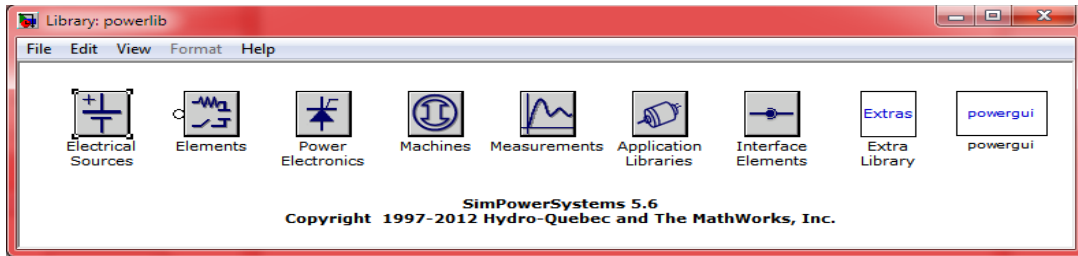 Library: powerlib
File Edit View Format Help
Extras
powergui
Electrical Sources
Elements
Power Electronics
Machines
Measurements
Application Libraries
Interface Elements
Extra Library
powergui
SimPowerSystems 5.6
Copyright 1997-2012 Hydro-Quebec and The MathWorks, Inc.